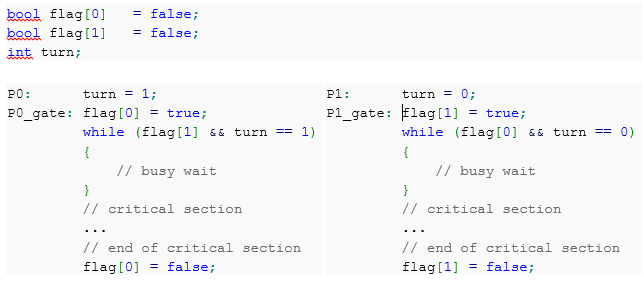 bool flag[0]   = false;
bool flag[1]   = false;
int turn;
P0:      turn = 1;
P0_gate: flag[0] = true;
         while (flag[1] && turn == 1)
         {
             // busy wait
         }
         // critical section
         ...
         // end of critical section
         flag[0] = false;
P1:      turn = 0;
P1_gate: flag[1] = true;
         while (flag[0] && turn == 0)
         {
             // busy wait
         }
         // critical section
         ...
         // end of critical section
         flag[1] = false;